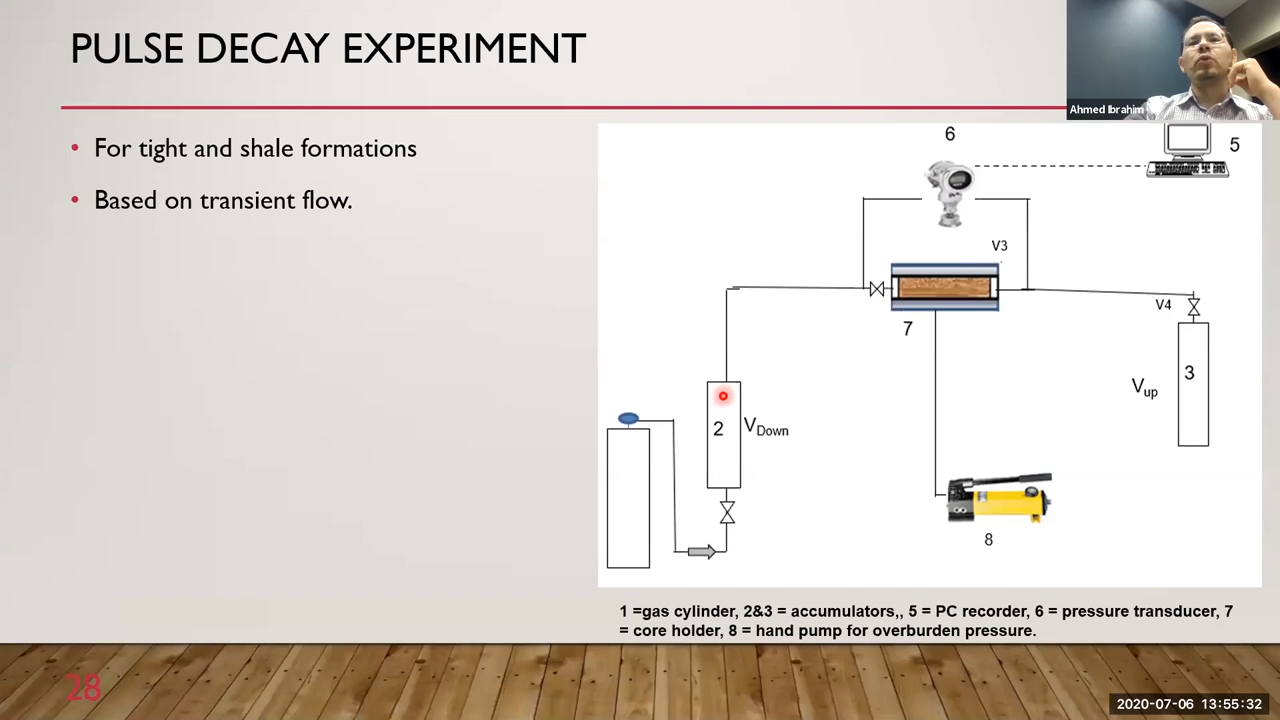 PULSE DECAY EXPERIMENT
Ahmed Ibrahim
• For tight and shale formations
• Based on transient flow.
6
5
V3
7
V4
3
Vup
2
VDown
8
1 =gas cylinder, 2&3 = accumulators,, 5 = PC recorder, 6 = pressure transducer, 7
= core holder, 8 = hand pump for overburden pressure.
28
2020-07-06 13:55:32